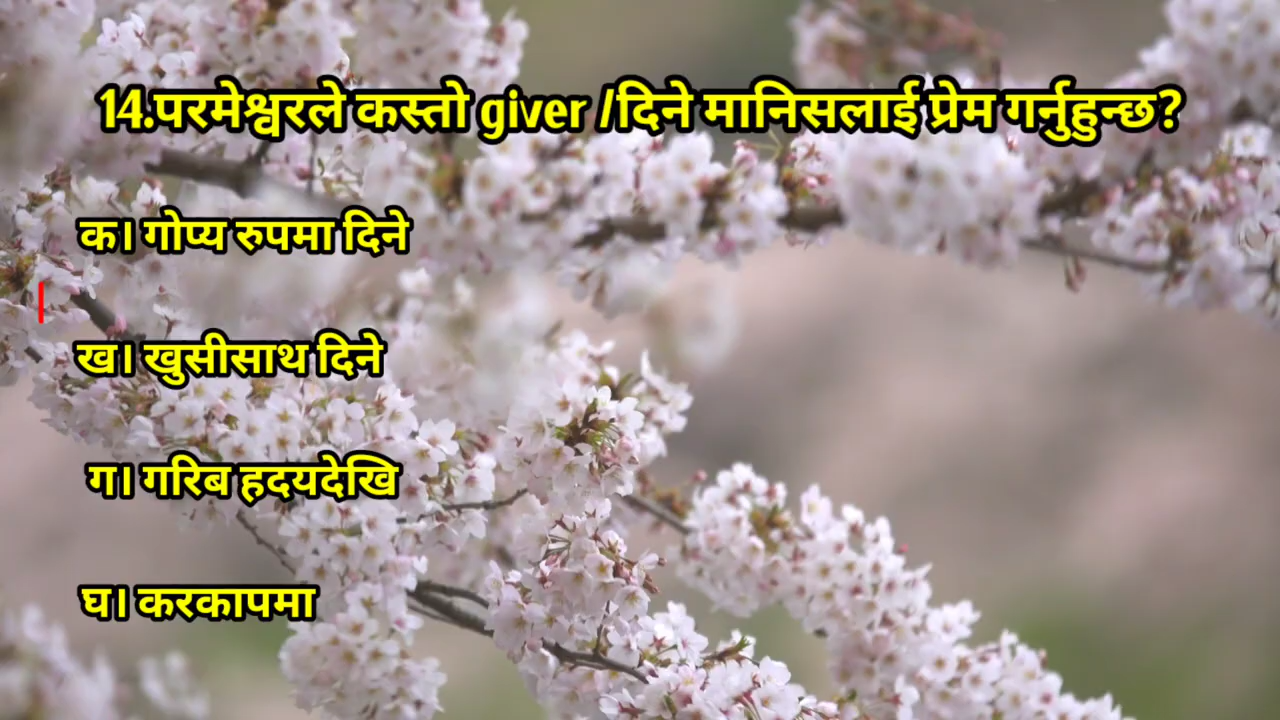 14.परमेश्वरले कस्तो giver /दिने मानिसलाई प्रेम गर्नुहुन्छ?
क। गोप्य रुपमा दिने
ख। खुसीसाथ दिने
ग। गरिब हदयदेखि
घ। करकापमा